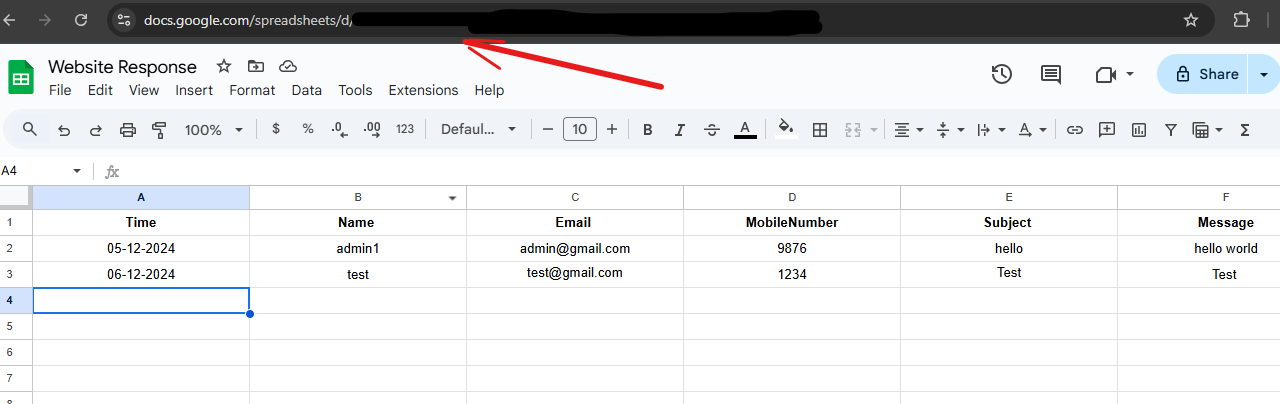 docs.google.com/spreadsheets/d/
Website Response
File Edit View Insert Format Data Tools Extensions Help
Share
100% $ % .0 .00 123 Defaul... 10 B I A A Σ
A4 fx
A B C D E F
1 Time Name Email MobileNumber Subject Message
2 05-12-2024 admin1 admin@gmail.com 9876 hello hello world
3 06-12-2024 test test@gmail.com 1234 Test Test
4
5
6
7
8